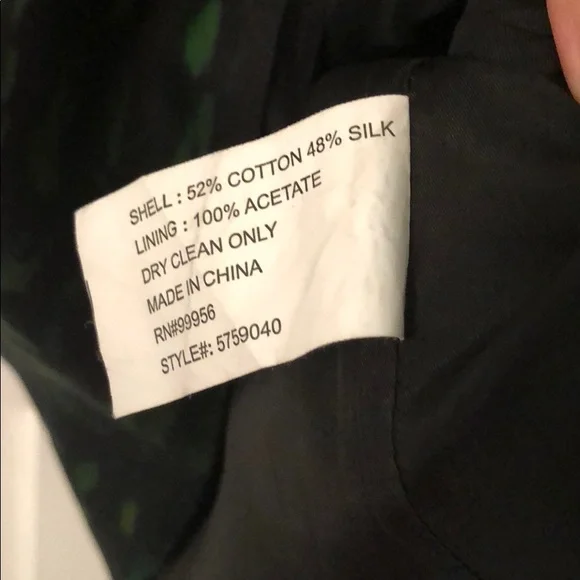 SHELL : 52% COTTON 48% SILK
LINING : 100% ACETATE
DRY CLEAN ONLY
MADE IN CHINA
RN#99956
STYLE#: 5759040